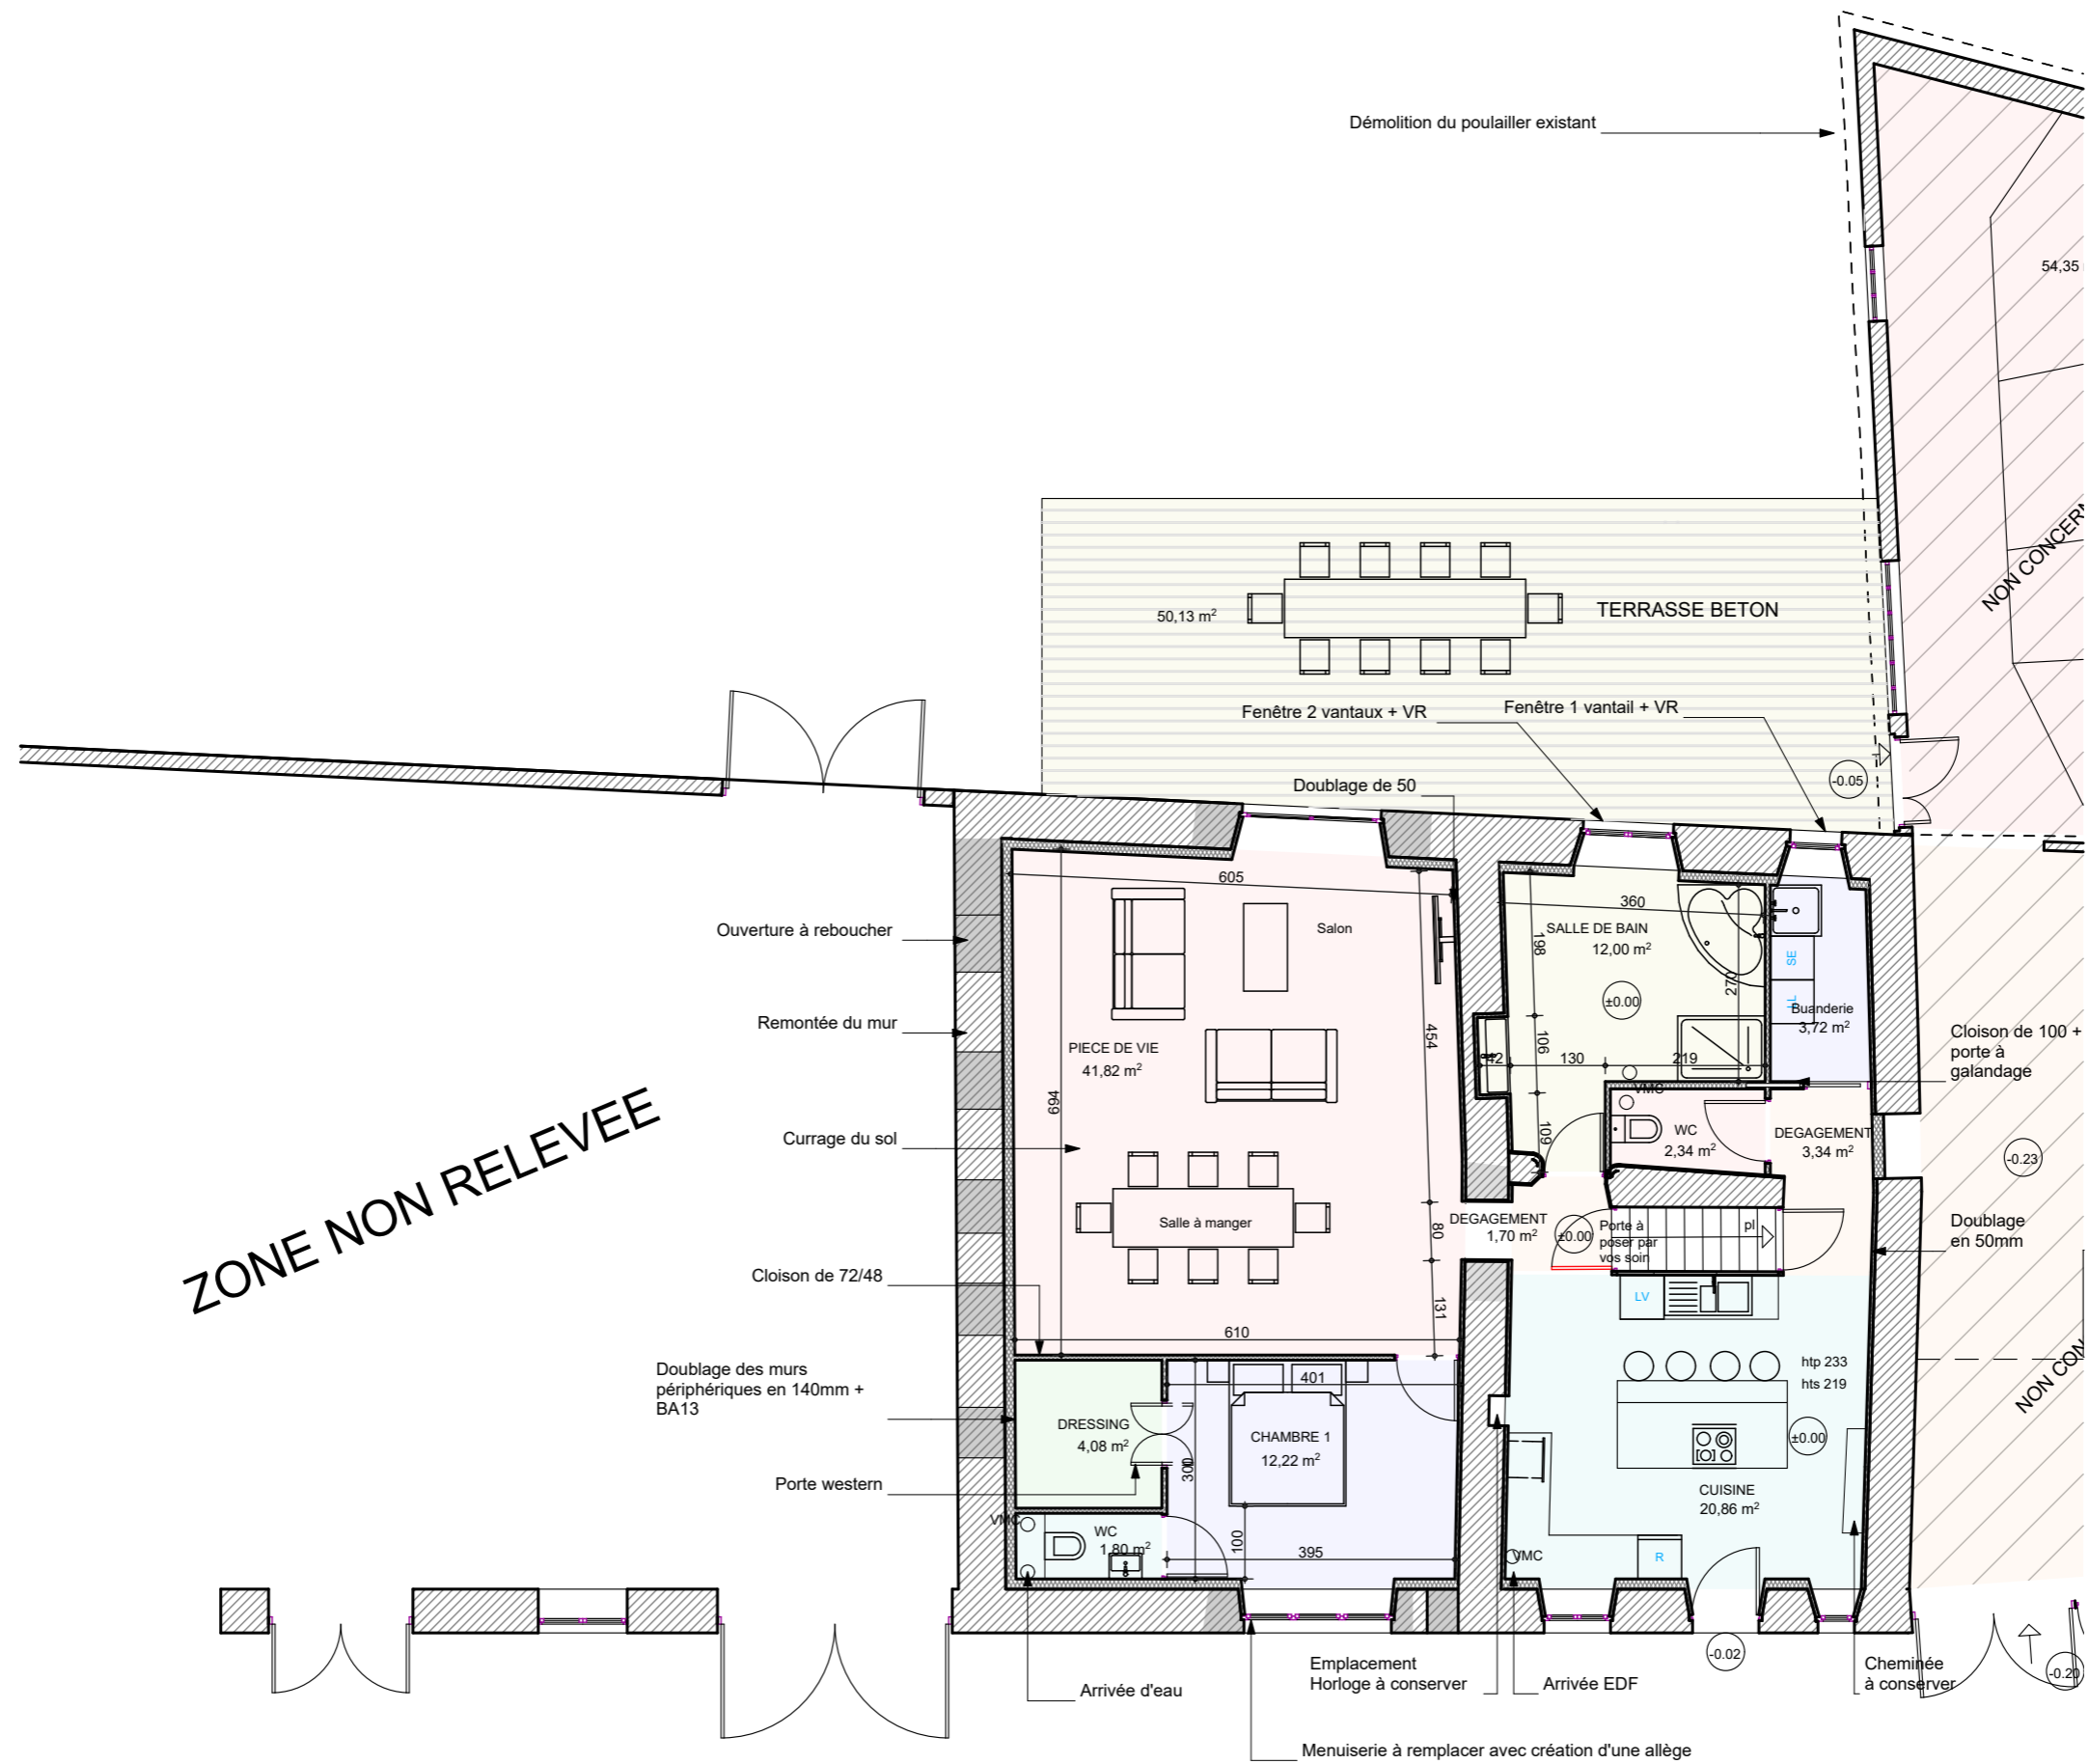 Démolition du poulailler existant
54,35
NON CONCERN
50,13 m²
TERRASSE BETON
Fenêtre 2 vantaux + VR
Fenêtre 1 vantail + VR
Doublage de 50
-0.05
605
360
Salon
SALLE DE BAIN
12,00 m²
198
270
SE
LL
±0.00
Buanderie
3,72 m²
Ouverture à reboucher
Remontée du mur
PIECE DE VIE
41,82 m²
454
42
106
130
219
VMC
Cloison de 100 +
porte à
galandage
694
Currage du sol
109
WC
2,34 m²
DEGAGEMENT
3,34 m²
-0.23
ZONE NON RELEVEE
Salle à manger
80
DEGAGEMENT
1,70 m²
±0.00
Porte à
poser par
vos soin
pl
Doublage
en 50mm
Cloison de 72/48
131
LV
610
Doublage des murs
périphériques en 140mm +
BA13
401
htp 233
hts 219
NON CON
DRESSING
4,08 m²
CHAMBRE 1
12,22 m²
±0.00
300
Porte western
CUISINE
20,86 m²
VMC
WC
1,80 m²
100
395
VMC
R
-0.02
Emplacement
Horloge à conserver
Arrivée EDF
Cheminée
à conserver
-0.20
Arrivée d'eau
Menuiserie à remplacer avec création d'une allège